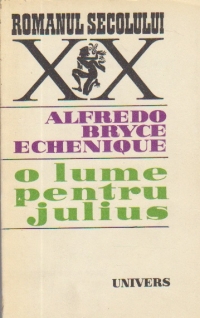 ROMANUL SECOLULUI
XX
ALFREDO
BRYCE
ECHENIQUE
o lume
pentru
julius
UNIVERS